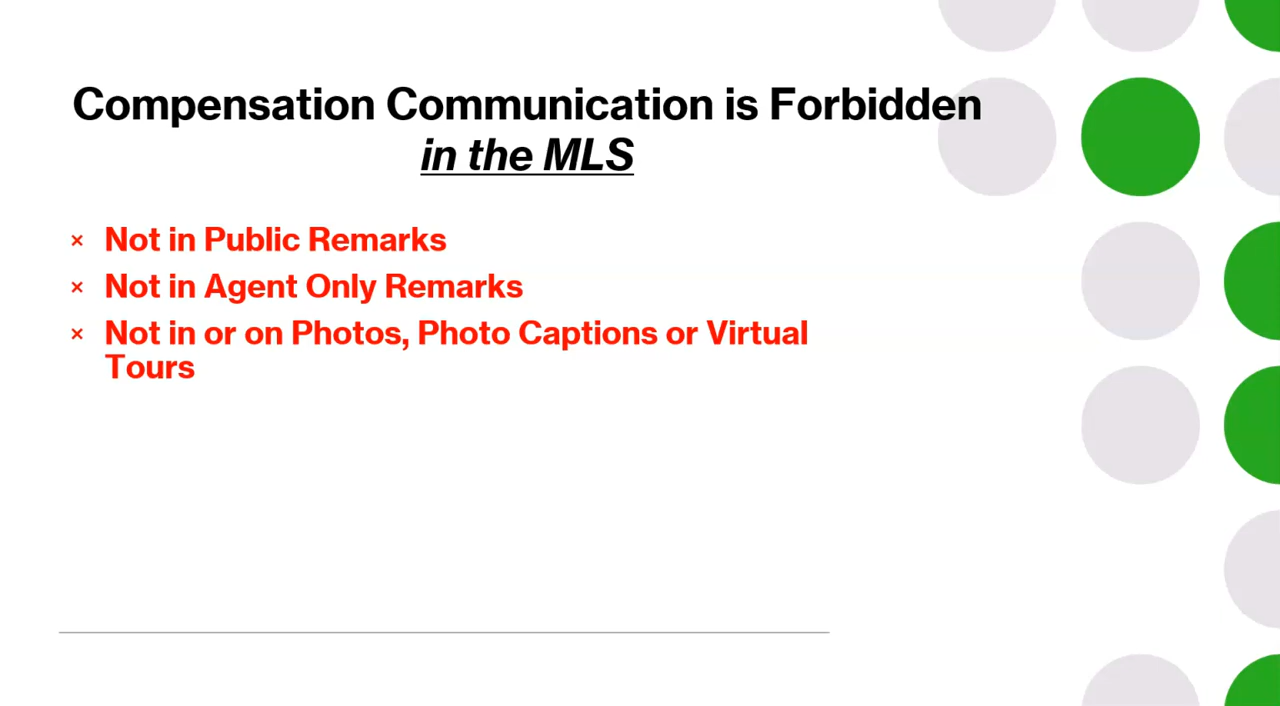 Compensation Communication is Forbidden
in the MLS
× Not in Public Remarks
× Not in Agent Only Remarks
× Not in or on Photos, Photo Captions or Virtual
Tours